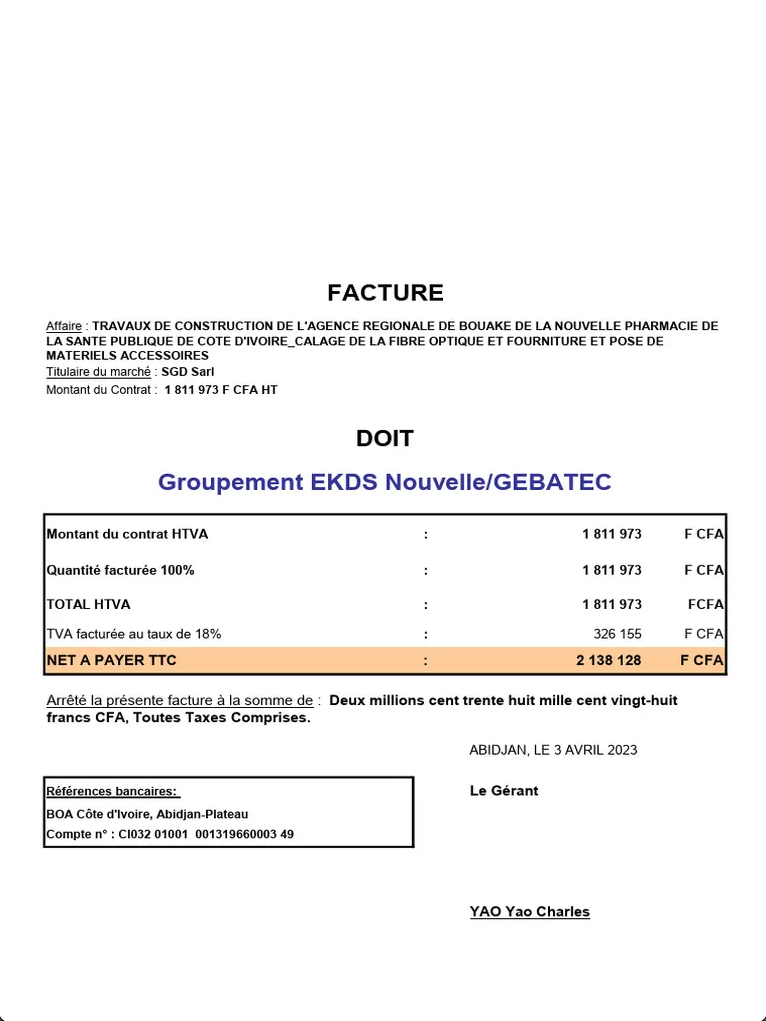 FACTURE
Affaire : TRAVAUX DE CONSTRUCTION DE L'AGENCE REGIONALE DE BOUAKE DE LA NOUVELLE PHARMACIE DE
LA SANTE PUBLIQUE DE COTE D'IVOIRE_CALAGE DE LA FIBRE OPTIQUE ET FOURNITURE ET POSE DE
MATERIELS ACCESSOIRES
Titulaire du marché : SGD Sarl
Montant du Contrat : 1 811 973 F CFA HT
DOIT
Groupement EKDS Nouvelle/GEBATEC
Montant du contrat HTVA : 1 811 973 F CFA
Quantité facturée 100% : 1 811 973 F CFA
TOTAL HTVA : 1 811 973 FCFA
TVA facturée au taux de 18% : 326 155 F CFA
NET A PAYER TTC : 2 138 128 F CFA
Arrêté la présente facture à la somme de : Deux millions cent trente huit mille cent vingt-huit
francs CFA, Toutes Taxes Comprises.
ABIDJAN, LE 3 AVRIL 2023
Références bancaires: Le Gérant
BOA Côte d'Ivoire, Abidjan-Plateau
Compte n° : CI032 01001 001319660003 49
YAO Yao Charles